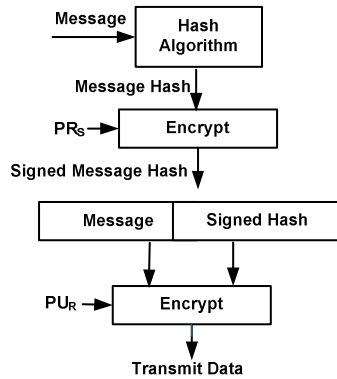 Message
Hash
Algorithm
Message Hash
PRS
Encrypt
Signed Message Hash
Message
Signed Hash
PUR
Encrypt
Transmit Data